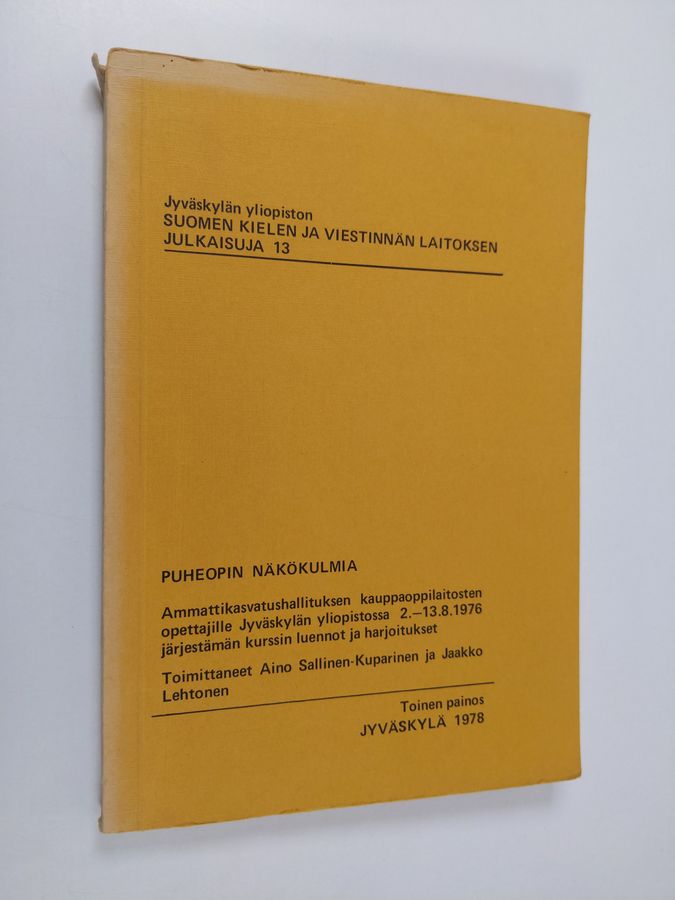 Jyväskylän yliopiston
SUOMEN KIELEN JA VIESTINNÄN LAITOKSEN
JULKAISUJA 13
PUHEOPIN NÄKÖKULMIA
Ammattikasvatushallituksen kauppaoppilaitosten
opettajille Jyväskylän yliopistossa 2.–13.8.1976
järjestämän kurssin luennot ja harjoitukset
Toimittaneet Aino Sallinen-Kuparinen ja Jaakko
Lehtonen
Toinen painos
JYVÄSKYLÄ 1978